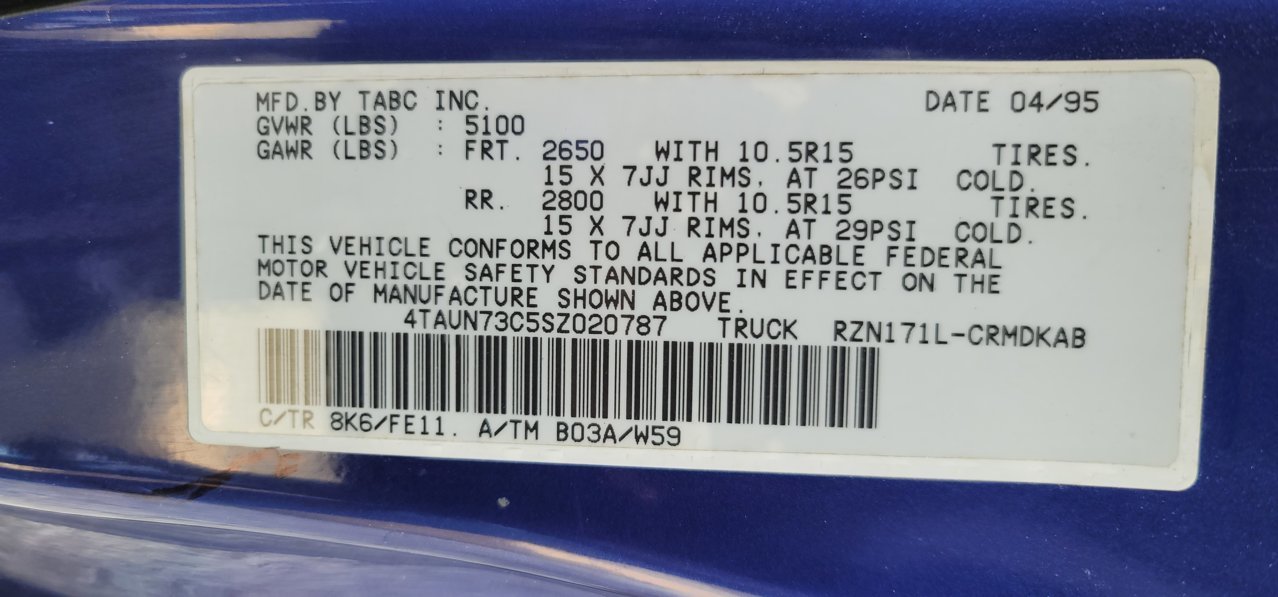 MFD.BY TABC INC. DATE 04/95
GVWR (LBS) : 5100
GAWR (LBS) : FRT. 2650 WITH 10.5R15 TIRES.
15 X 7JJ RIMS. AT 26PSI COLD.
RR. 2800 WITH 10.5R15 TIRES.
15 X 7JJ RIMS. AT 29PSI COLD.
THIS VEHICLE CONFORMS TO ALL APPLICABLE FEDERAL
MOTOR VEHICLE SAFETY STANDARDS IN EFFECT ON THE
DATE OF MANUFACTURE SHOWN ABOVE.
4TAUN73C5SZ020787 TRUCK RZN171L-CRMDKAB
C/TR 8K6/FE11. A/TM B03A/W59